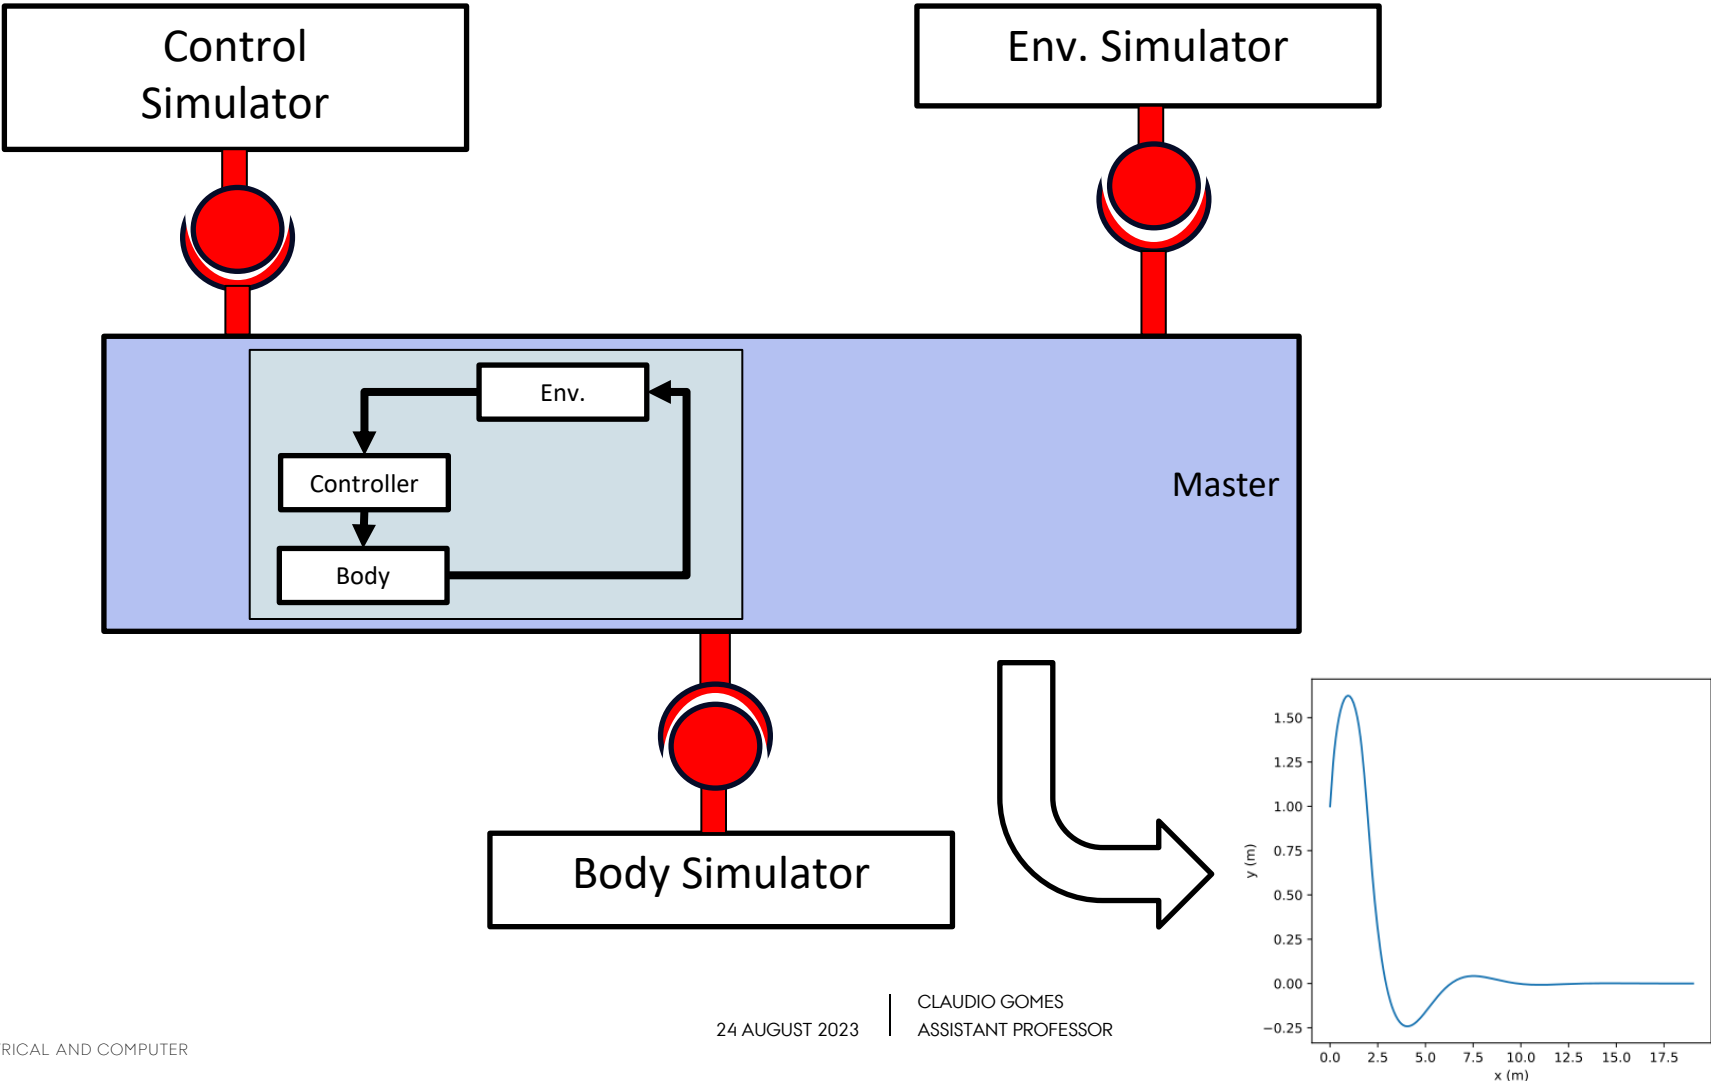 Control
Simulator
Env. Simulator
Env.
Controller
Body
Master
Body Simulator
1.50
1.25
1.00
0.75
0.50
0.25
0.00
−0.25
y (m)
0.0 2.5 5.0 7.5 10.0 12.5 15.0 17.5
x (m)
24 AUGUST 2023
CLAUDIO GOMES
ASSISTANT PROFESSOR
RICAL AND COMPUTER